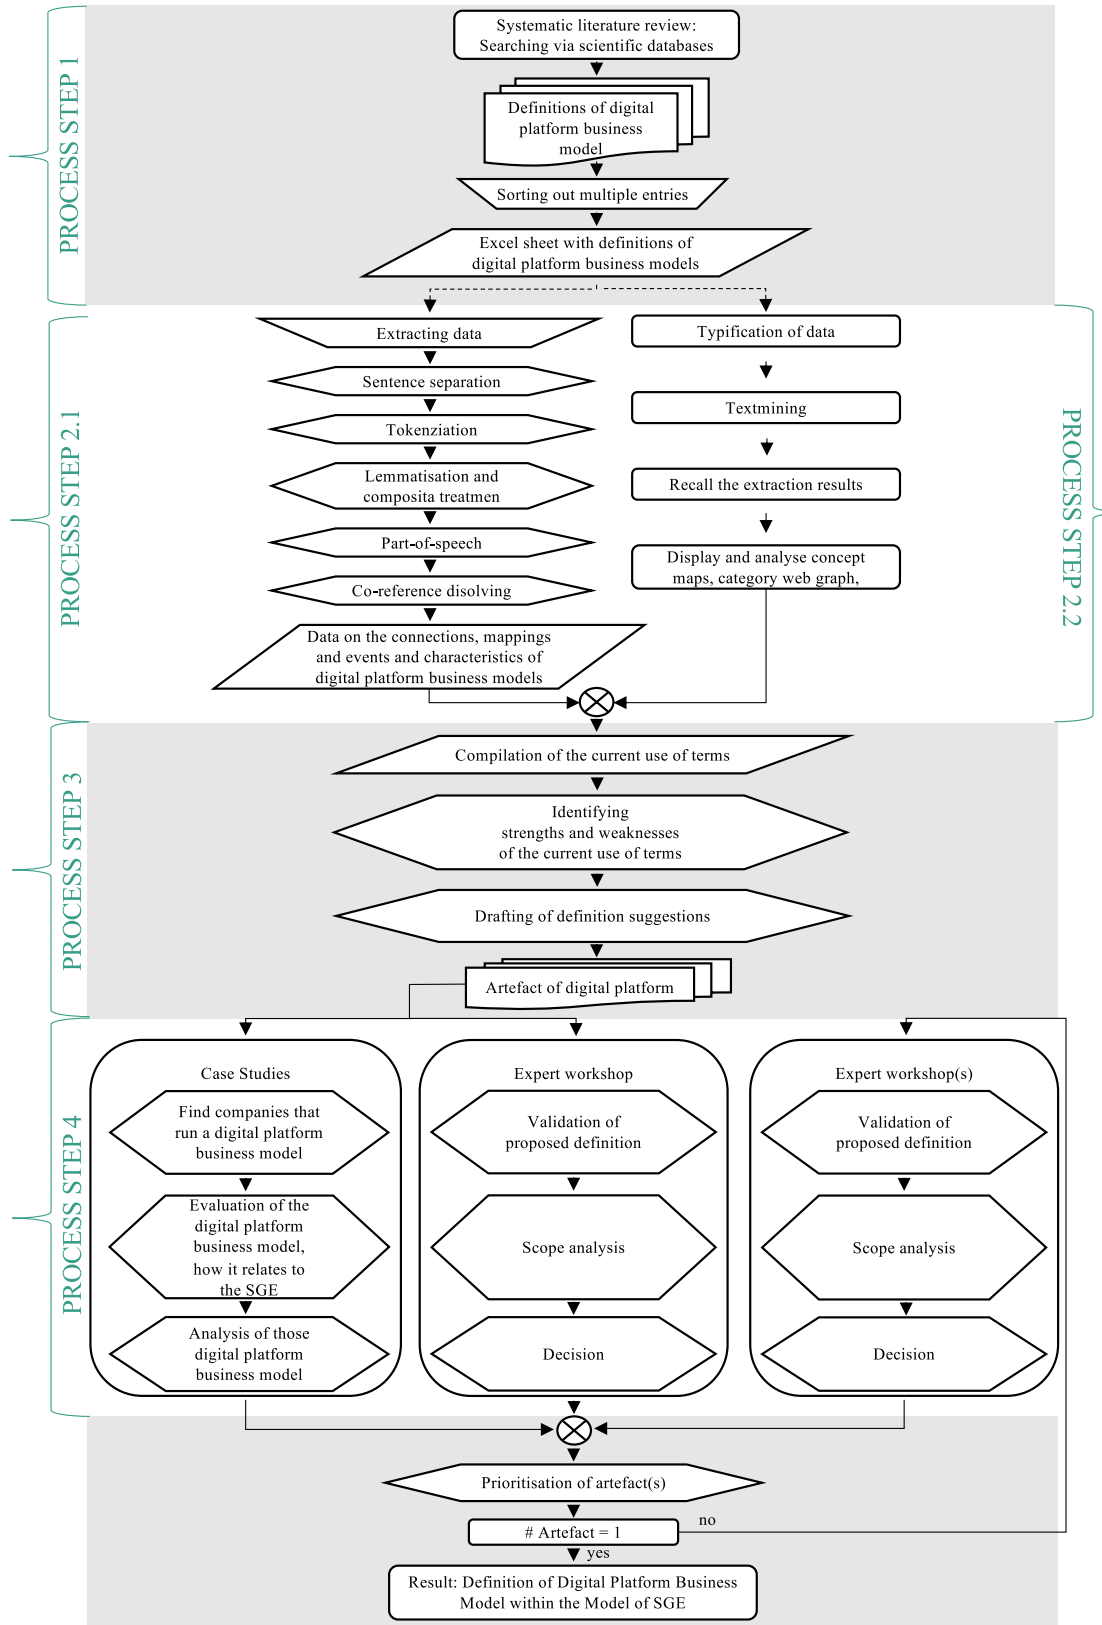 PROCESS STEP 1
Systematic literature review:
Searching via scientific databases
Definitions of digital
platform business
model
Sorting out multiple entries
Excel sheet with definitions of
digital platform business models
PROCESS STEP 2.1
Extracting data
Sentence separation
Tokenziation
Lemmatisation and
composita treatmen
Part-of-speech
Co-reference disolving
Data on the connections, mappings
and events and characteristics of
digital platform business models
PROCESS STEP 2.2
Typification of data
Textmining
Recall the extraction results
Display and analyse concept
maps, category web graph,
PROCESS STEP 3
Compilation of the current use of terms
Identifying
strengths and weaknesses
of the current use of terms
Drafting of definition suggestions
Artefact of digital platform
PROCESS STEP 4
Case Studies
Find companies that
run a digital platform
business model
Evaluation of the
digital platform
business model,
how it relates to
the SGE
Analysis of those
digital platform
business model
Expert workshop
Validation of
proposed definition
Scope analysis
Decision
Expert workshop(s)
Validation of
proposed definition
Scope analysis
Decision
Prioritisation of artefact(s)
# Artefact = 1
no
yes
Result: Definition of Digital Platform Business
Model within the Model of SGE